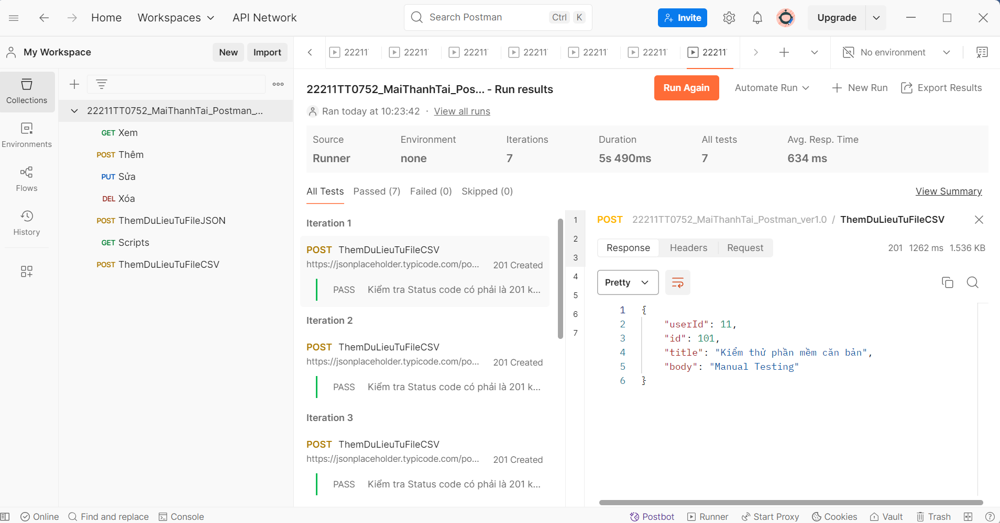 Home
Workspaces
API Network
Search Postman
Ctrl
K
Invite
Upgrade
My Workspace
New
Import
22211
22211
22211
22211
22211
22211
22211
No environment
Collections
Environments
Flows
History
22211TT0752_MaiThanhTai_Postman_...
GET Xem
POST Thêm
PUT Sửa
DEL Xóa
POST ThemDuLieuTuFileJSON
GET Scripts
POST ThemDuLieuTuFileCSV
22211TT0752_MaiThanhTai_Pos... - Run results
Run Again
Automate Run
New Run
Export Results
Ran today at 10:23:42 · View all runs
Source
Environment
Iterations
Duration
All tests
Avg. Resp. Time
Runner
none
7
5s 490ms
7
634 ms
All Tests
Passed (7)
Failed (0)
Skipped (0)
View Summary
Iteration 1
POST ThemDuLieuTuFileCSV
https://jsonplaceholder.typicode.com/po...
201 Created
PASS Kiểm tra Status code có phải là 201 k...
Iteration 2
POST ThemDuLieuTuFileCSV
https://jsonplaceholder.typicode.com/po...
201 Created
PASS Kiểm tra Status code có phải là 201 k...
Iteration 3
POST ThemDuLieuTuFileCSV
https://jsonplaceholder.typicode.com/po...
201 Created
PASS Kiểm tra Status code có phải là 201 k...
1
2
3
4
5
6
7
POST 22211TT0752_MaiThanhTai_Postman_ver1.0 / ThemDuLieuTuFileCSV
Response
Headers
Request
201 1262 ms 1.536 KB
Pretty
1 {
2 "userId": 11,
3 "id": 101,
4 "title": "Kiểm thử phần mềm căn bản",
5 "body": "Manual Testing"
6 }
Online
Find and replace
Console
Postbot
Runner
Start Proxy
Cookies
Vault
Trash